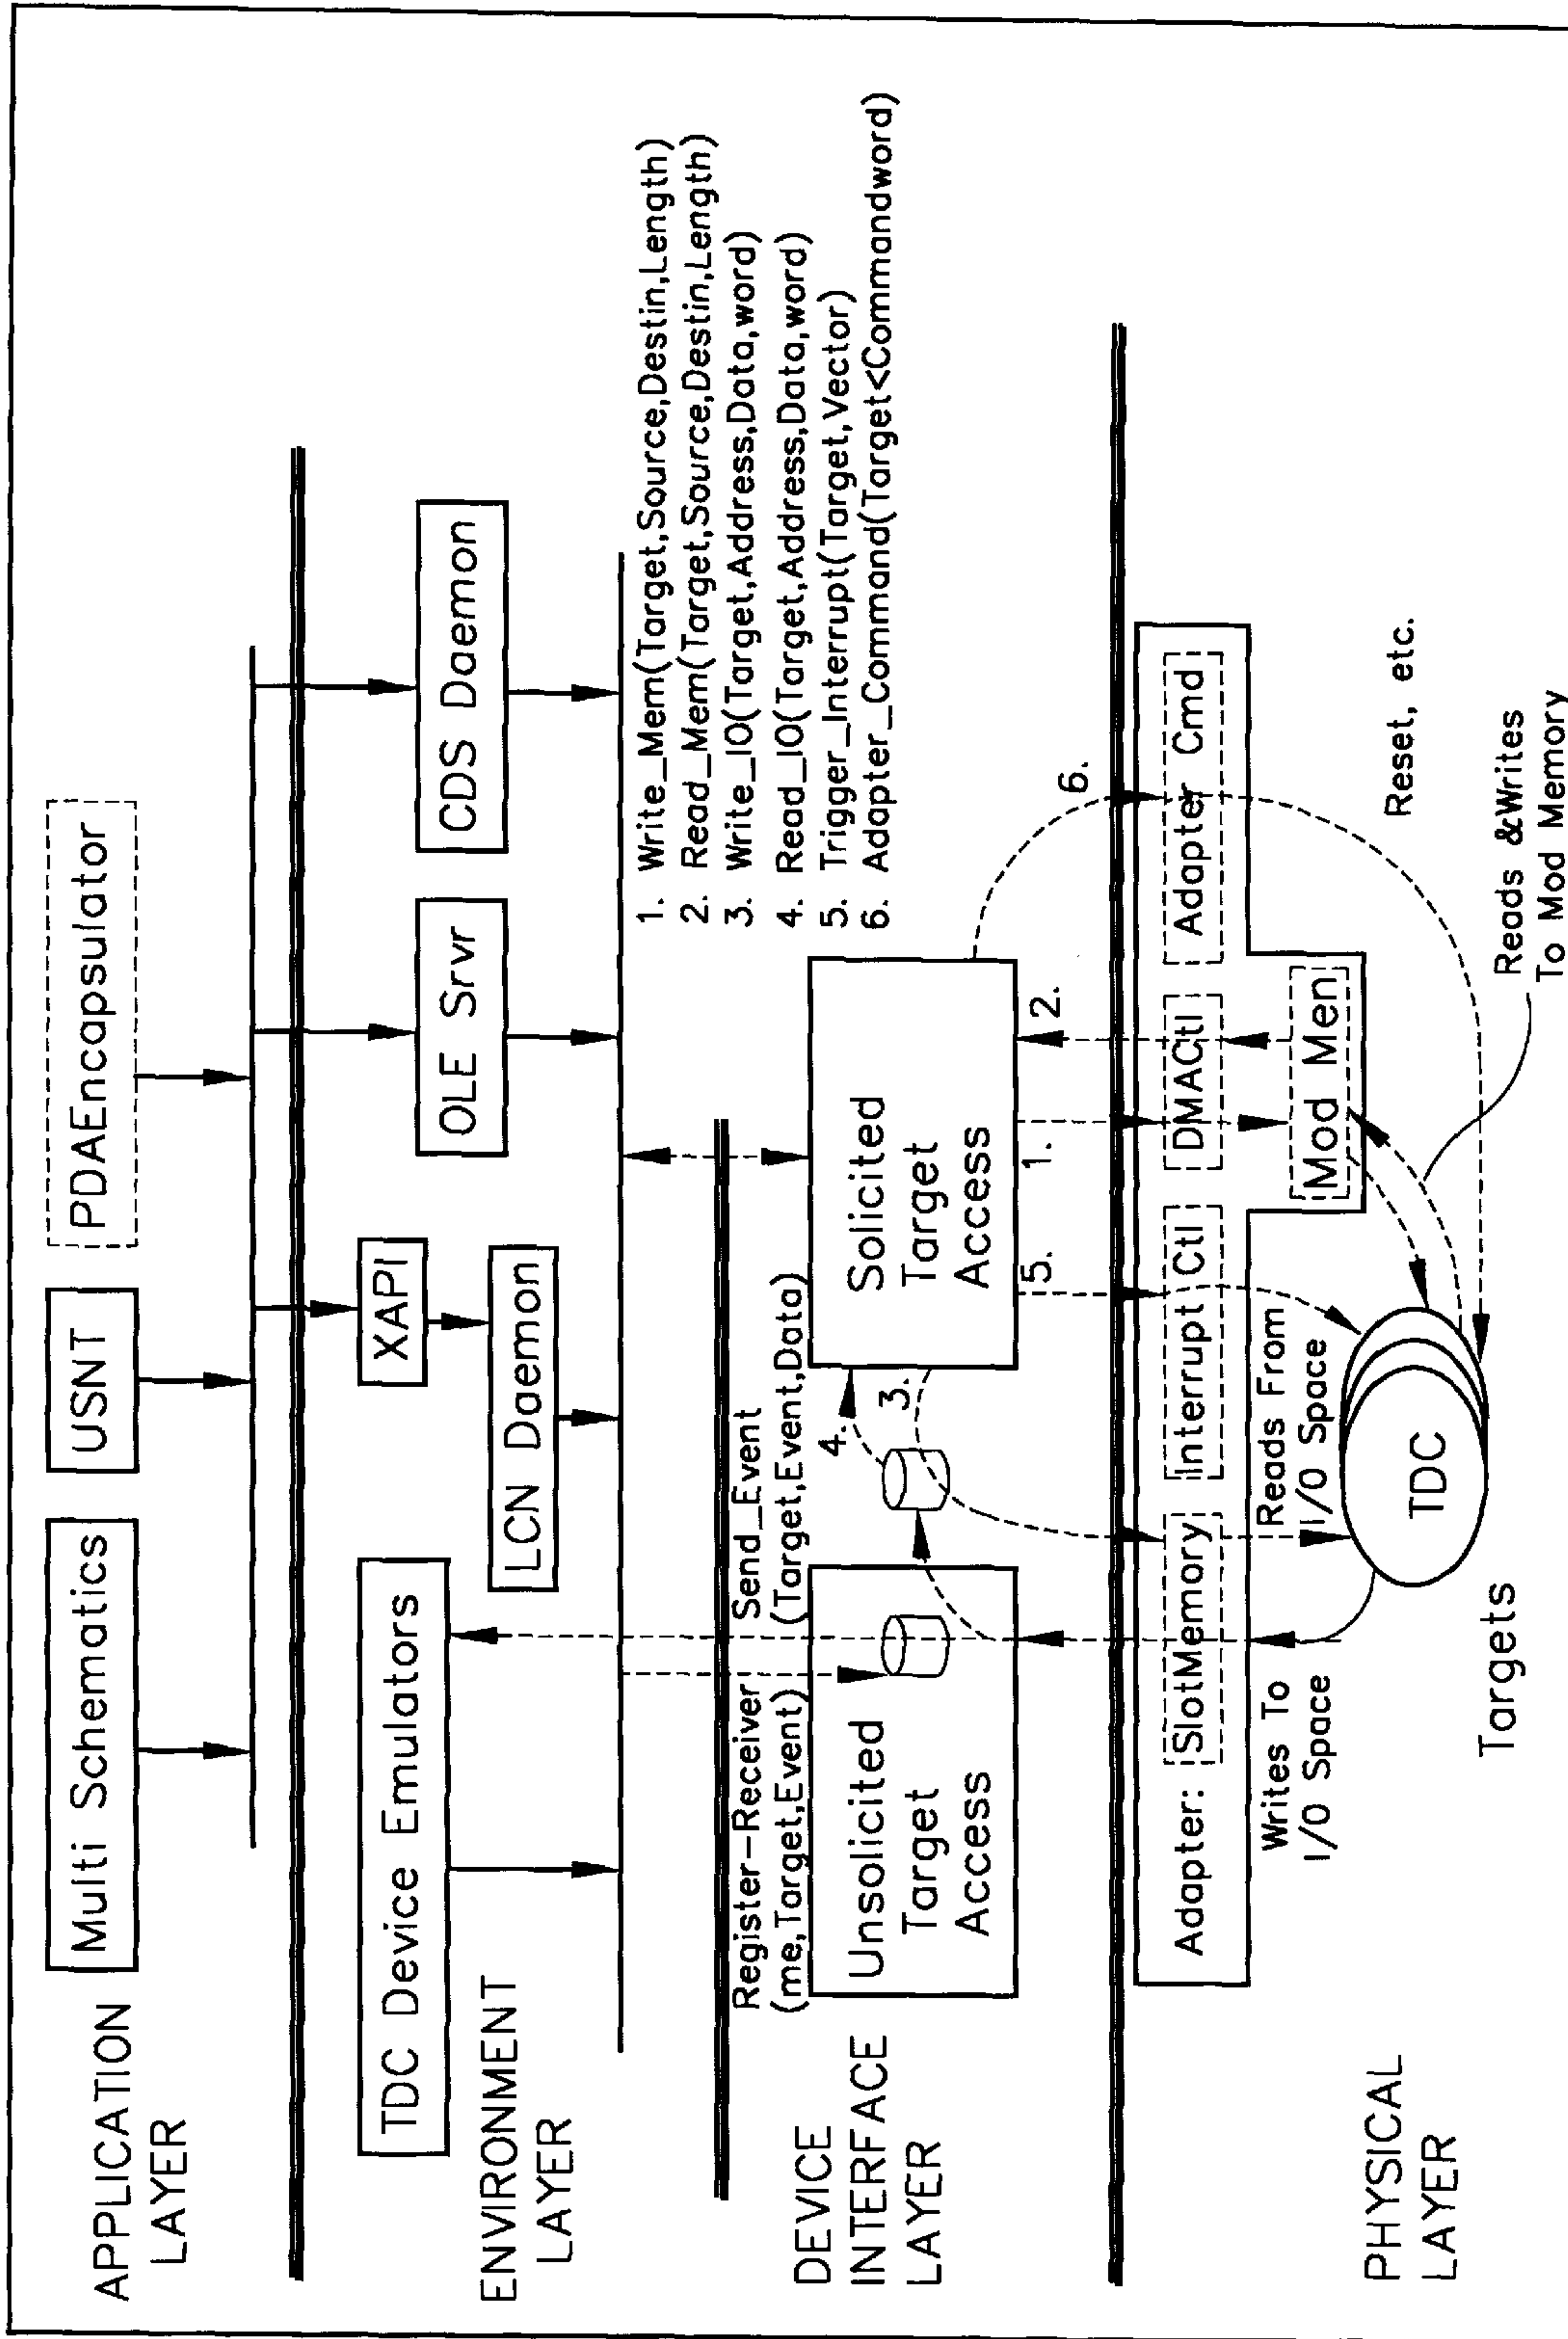 APPLICATION
LAYER
Multi Schematics
USNT
PDAEncapsulator
ENVIRONMENT
LAYER
TDC Device Emulators
XAPI
LCN Daemon
OLE Srvr
CDS Daemon
1. Write_Mem(Target,Source,Destin,Length)
2. Read_Mem(Target,Source,Destin,Length)
3. Write_IO(Target,Address,Data,word)
4. Read_IO(Target,Address,Data,word)
5. Trigger_Interrupt(Target,Vector)
6. Adapter_Command(Target<Commandword)
DEVICE
INTERFACE
LAYER
Register-Receiver
(me,Target,Event)
Send_Event
(Target,Event,Data)
Unsolicited
Target
Access
4.
3.
Solicited
Target
Access
5.
1.
2.
6.
PHYSICAL
LAYER
Adapter:
SlotMemory
Interrupt Ctl
DMACtl
Adapter Cmd
Mod Men
Writes To
I/O Space
Reads From
I/O Space
TDC
Targets
Reset, etc.
Reads &Writes
To Mod Memory